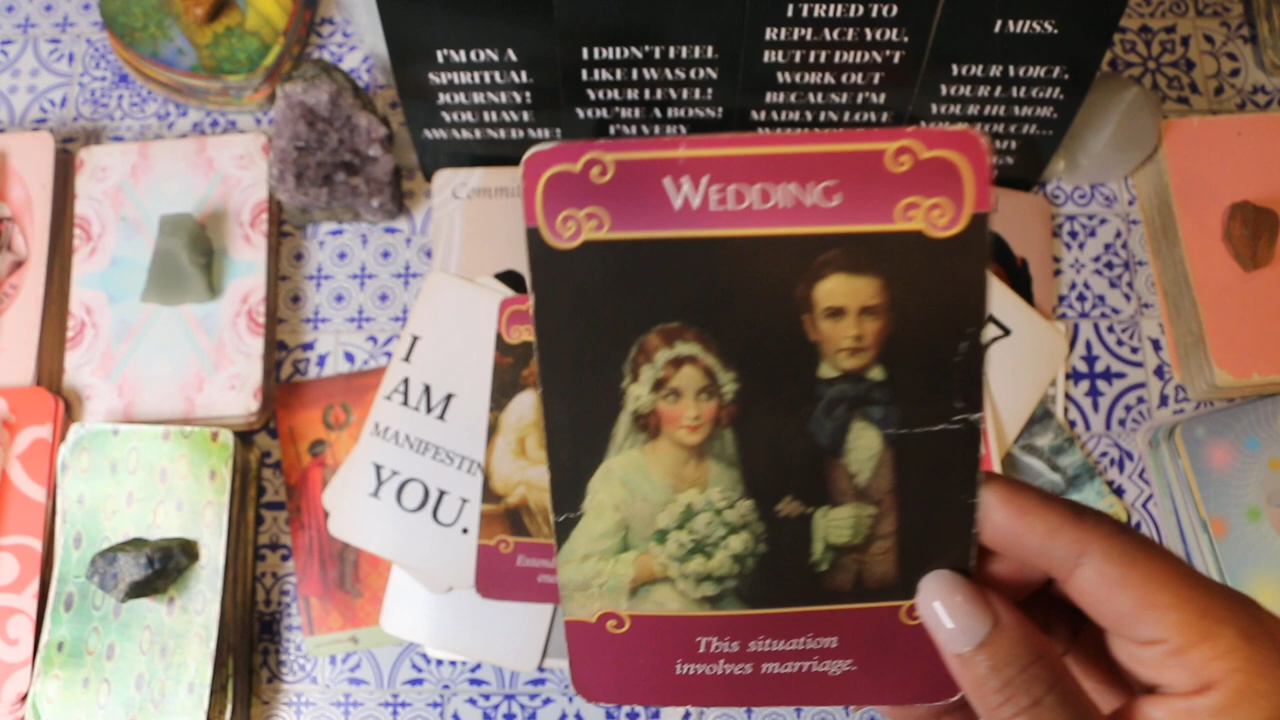 I'M ON A
SPIRITUAL
JOURNEY!
YOU HAVE
AWAKENED ME!
I DIDN'T FEEL
LIKE I WAS ON
YOUR LEVEL!
YOU'RE A BOSS!
I'M VERY
I TRIED TO
REPLACE YOU,
BUT IT DIDN'T
WORK OUT
BECAUSE I'M
MADLY IN LOVE
I MISS.
YOUR VOICE,
YOUR LAUGH,
YOUR HUMOR,
MY
WEDDING
I
AM
MANIFESTIN
YOU.
This situation
involves marriage.